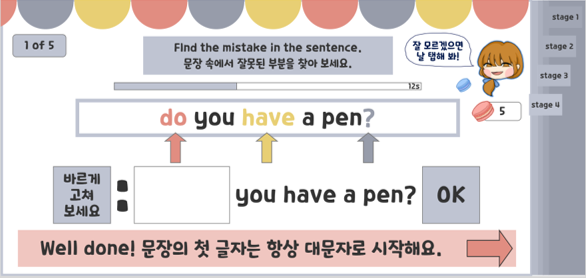 stage 1
stage 2
stage 3
stage 4
1 of 5
FInd the mistake in the sentence.
문장 속에서 잘못된 부분을 찾아 보세요.
잘 모르겠으면
날 탭해 봐!
12s
5
do you have a pen?
바르게
고쳐
보세요
: you have a pen?
OK
Well done! 문장의 첫 글자는 항상 대문자로 시작해요.